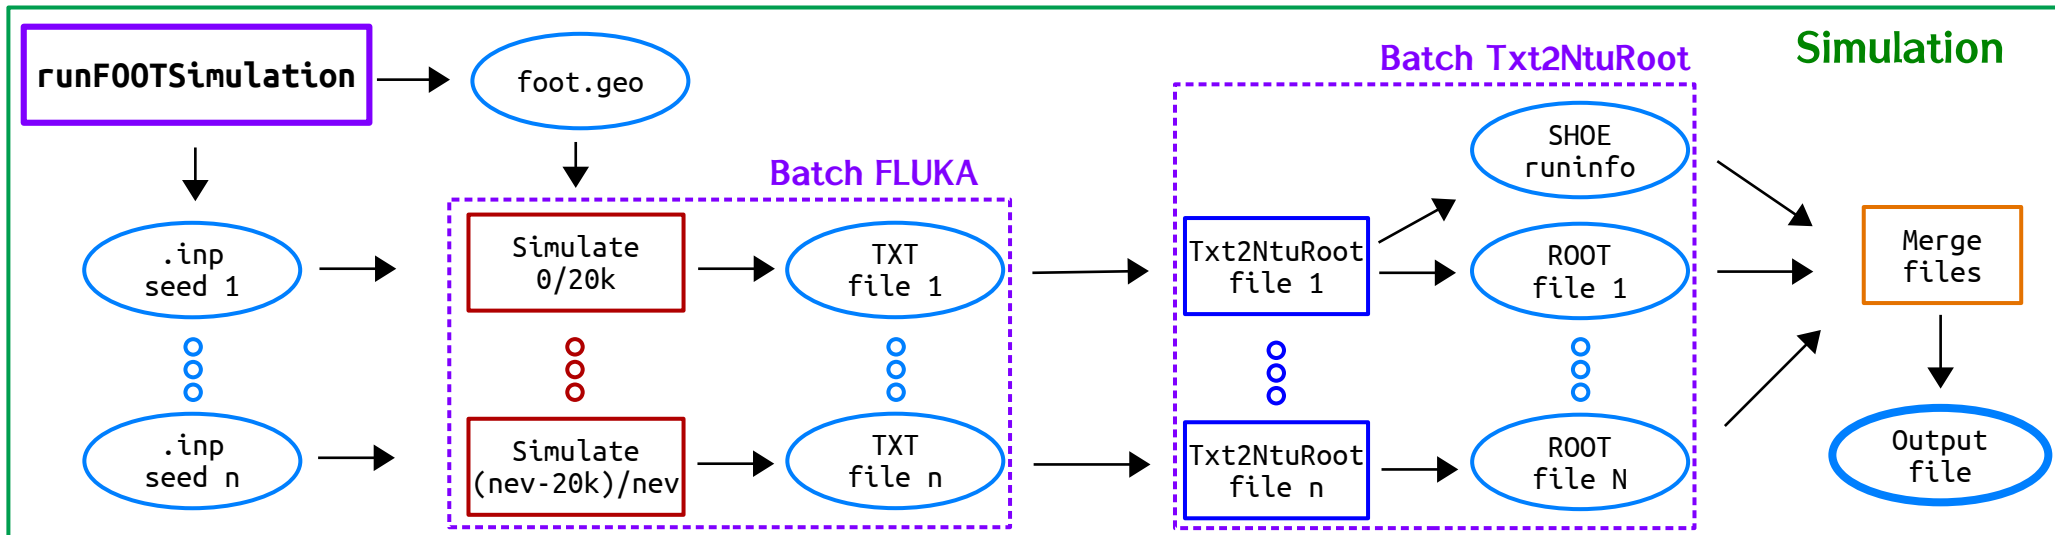 runFOOTSimulation
foot.geo
Batch Txt2NtuRoot
Simulation
SHOE
runinfo
Batch FLUKA
.inp
seed 1
Simulate
0/20k
TXT
file 1
Txt2NtuRoot
file 1
ROOT
file 1
Merge
files
.inp
seed n
Simulate
(nev-20k)/nev
TXT
file n
Txt2NtuRoot
file n
ROOT
file N
Output
file